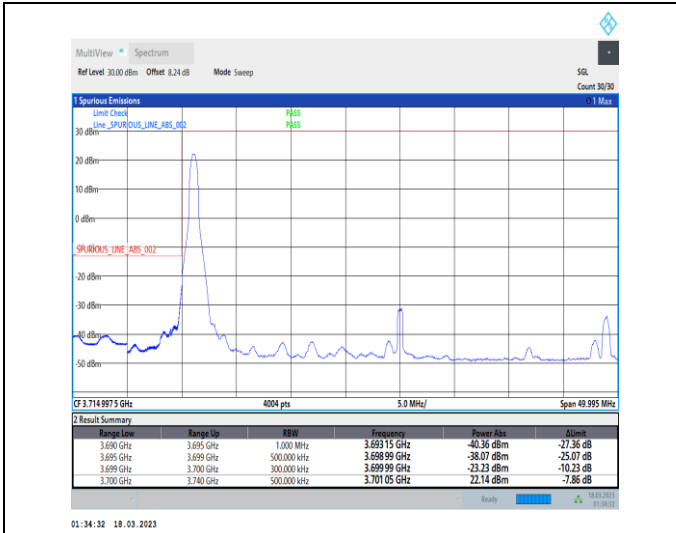 MultiView Spectrum
Ref Level 30.00 dBm Offset 8.24 dB Mode Sweep SGL
Count 30/30
1 Spurious Emissions 1 Max
Limit Check PASS
Line _SPURIOUS_LINE_ABS_002 PASS
30 dBm
20 dBm
10 dBm
0 dBm
_SPURIOUS_LINE_ABS_002
-20 dBm
-30 dBm
-40 dBm
-50 dBm
CF 3.714 997 5 GHz 4004 pts 5.0 MHz/ Span 49.995 MHz
2 Result Summary
Range Low Range Up RBW Frequency Power Abs ΔLimit
3.690 GHz 3.695 GHz 1.000 MHz 3.693 15 GHz -40.36 dBm -27.36 dB
3.695 GHz 3.699 GHz 500.000 kHz 3.698 99 GHz -38.07 dBm -25.07 dB
3.699 GHz 3.700 GHz 300.000 kHz 3.699 99 GHz -23.23 dBm -10.23 dB
3.700 GHz 3.740 GHz 500.000 kHz 3.701 05 GHz 22.14 dBm -7.86 dB
Ready 18.03.2023
01:34:32
01:34:32 18.03.2023